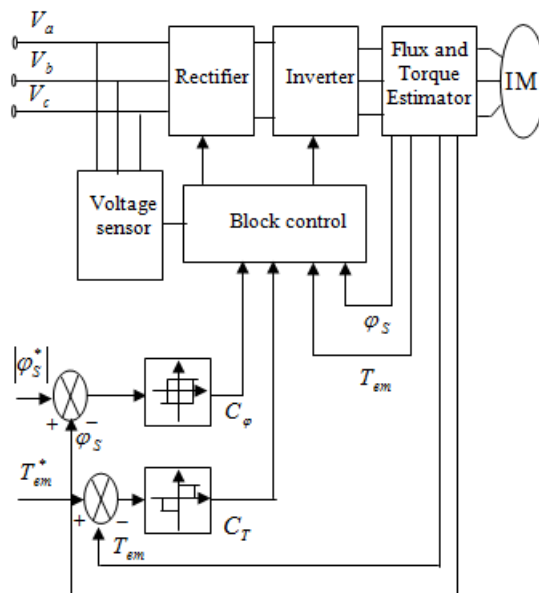 V_a
V_b
V_c
Rectifier
Inverter
Flux and
Torque
Estimator
IM
Voltage
sensor
Block control
φ_S
T_em
|φ_S^*|
+ −
φ_S
C_φ
T_em^*
+ −
T_em
C_T